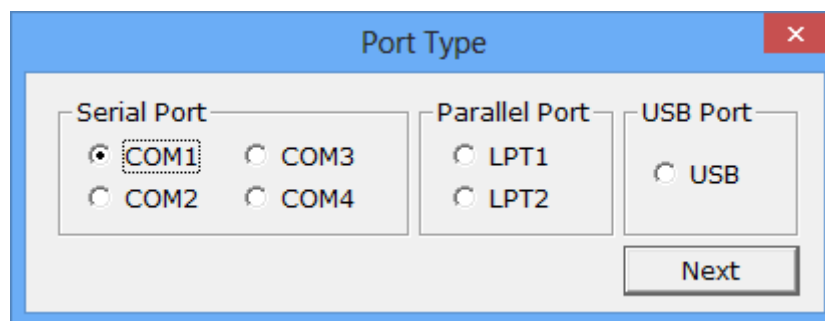 Port Type
Serial Port
COM1 COM3
COM2 COM4
Parallel Port
LPT1
LPT2
USB Port
USB
Next